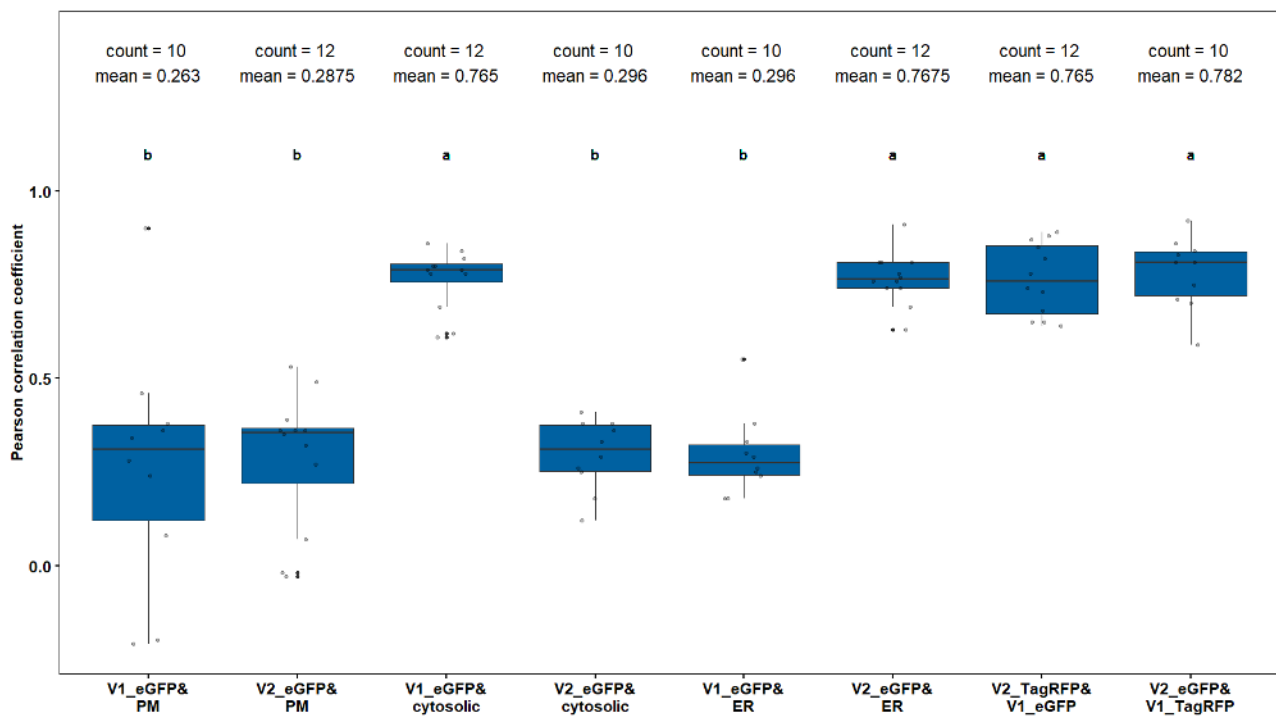 count = 10 count = 12 count = 12 count = 10 count = 10 count = 12 count = 12 count = 10
mean = 0.263 mean = 0.2875 mean = 0.765 mean = 0.296 mean = 0.296 mean = 0.7675 mean = 0.765 mean = 0.782
b b a b b a a a
1.0
0.5
0.0
Pearson correlation coefficient
V1_eGFP& V2_eGFP& V1_eGFP& V2_eGFP& V1_eGFP& V2_eGFP& V2_TagRFP& V2_eGFP&
PM PM cytosolic cytosolic ER ER V1_eGFP V1_TagRFP